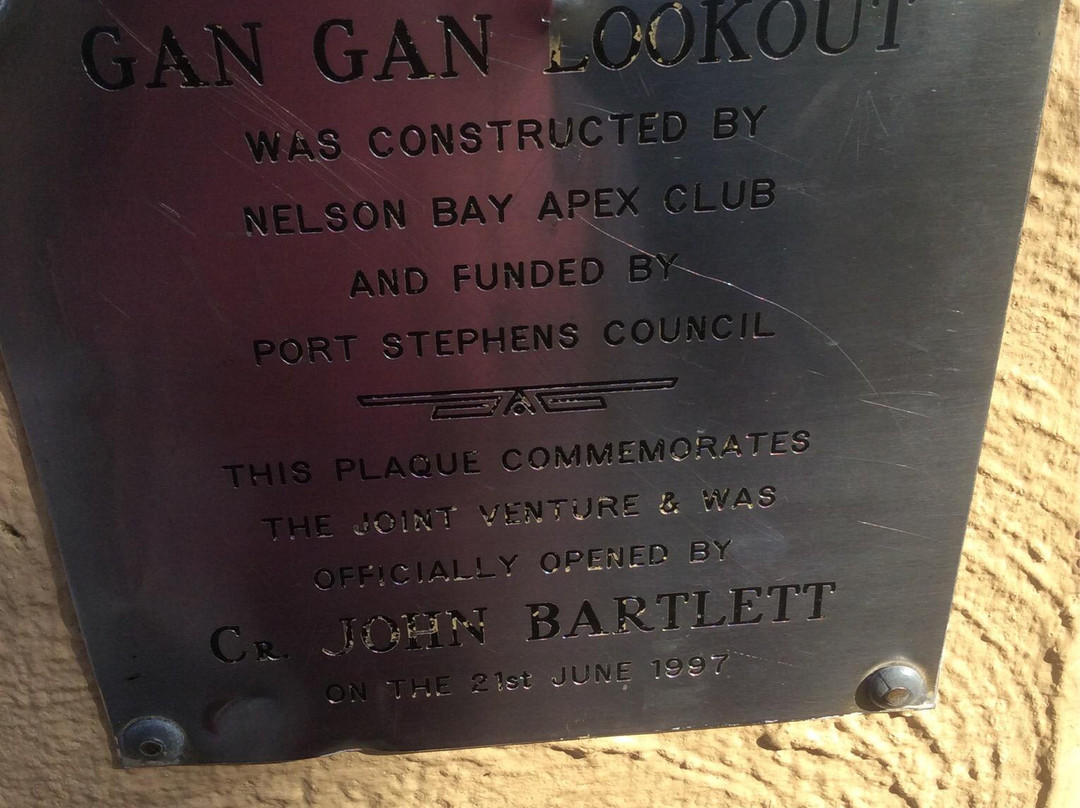 GAN GAN LOOKOUT
WAS CONSTRUCTED BY
NELSON BAY APEX CLUB
AND FUNDED BY
PORT STEPHENS COUNCIL
THIS PLAQUE COMMEMORATES
THE JOINT VENTURE & WAS
OFFICIALLY OPENED BY
CR. JOHN BARTLETT
ON THE 21st JUNE 1997